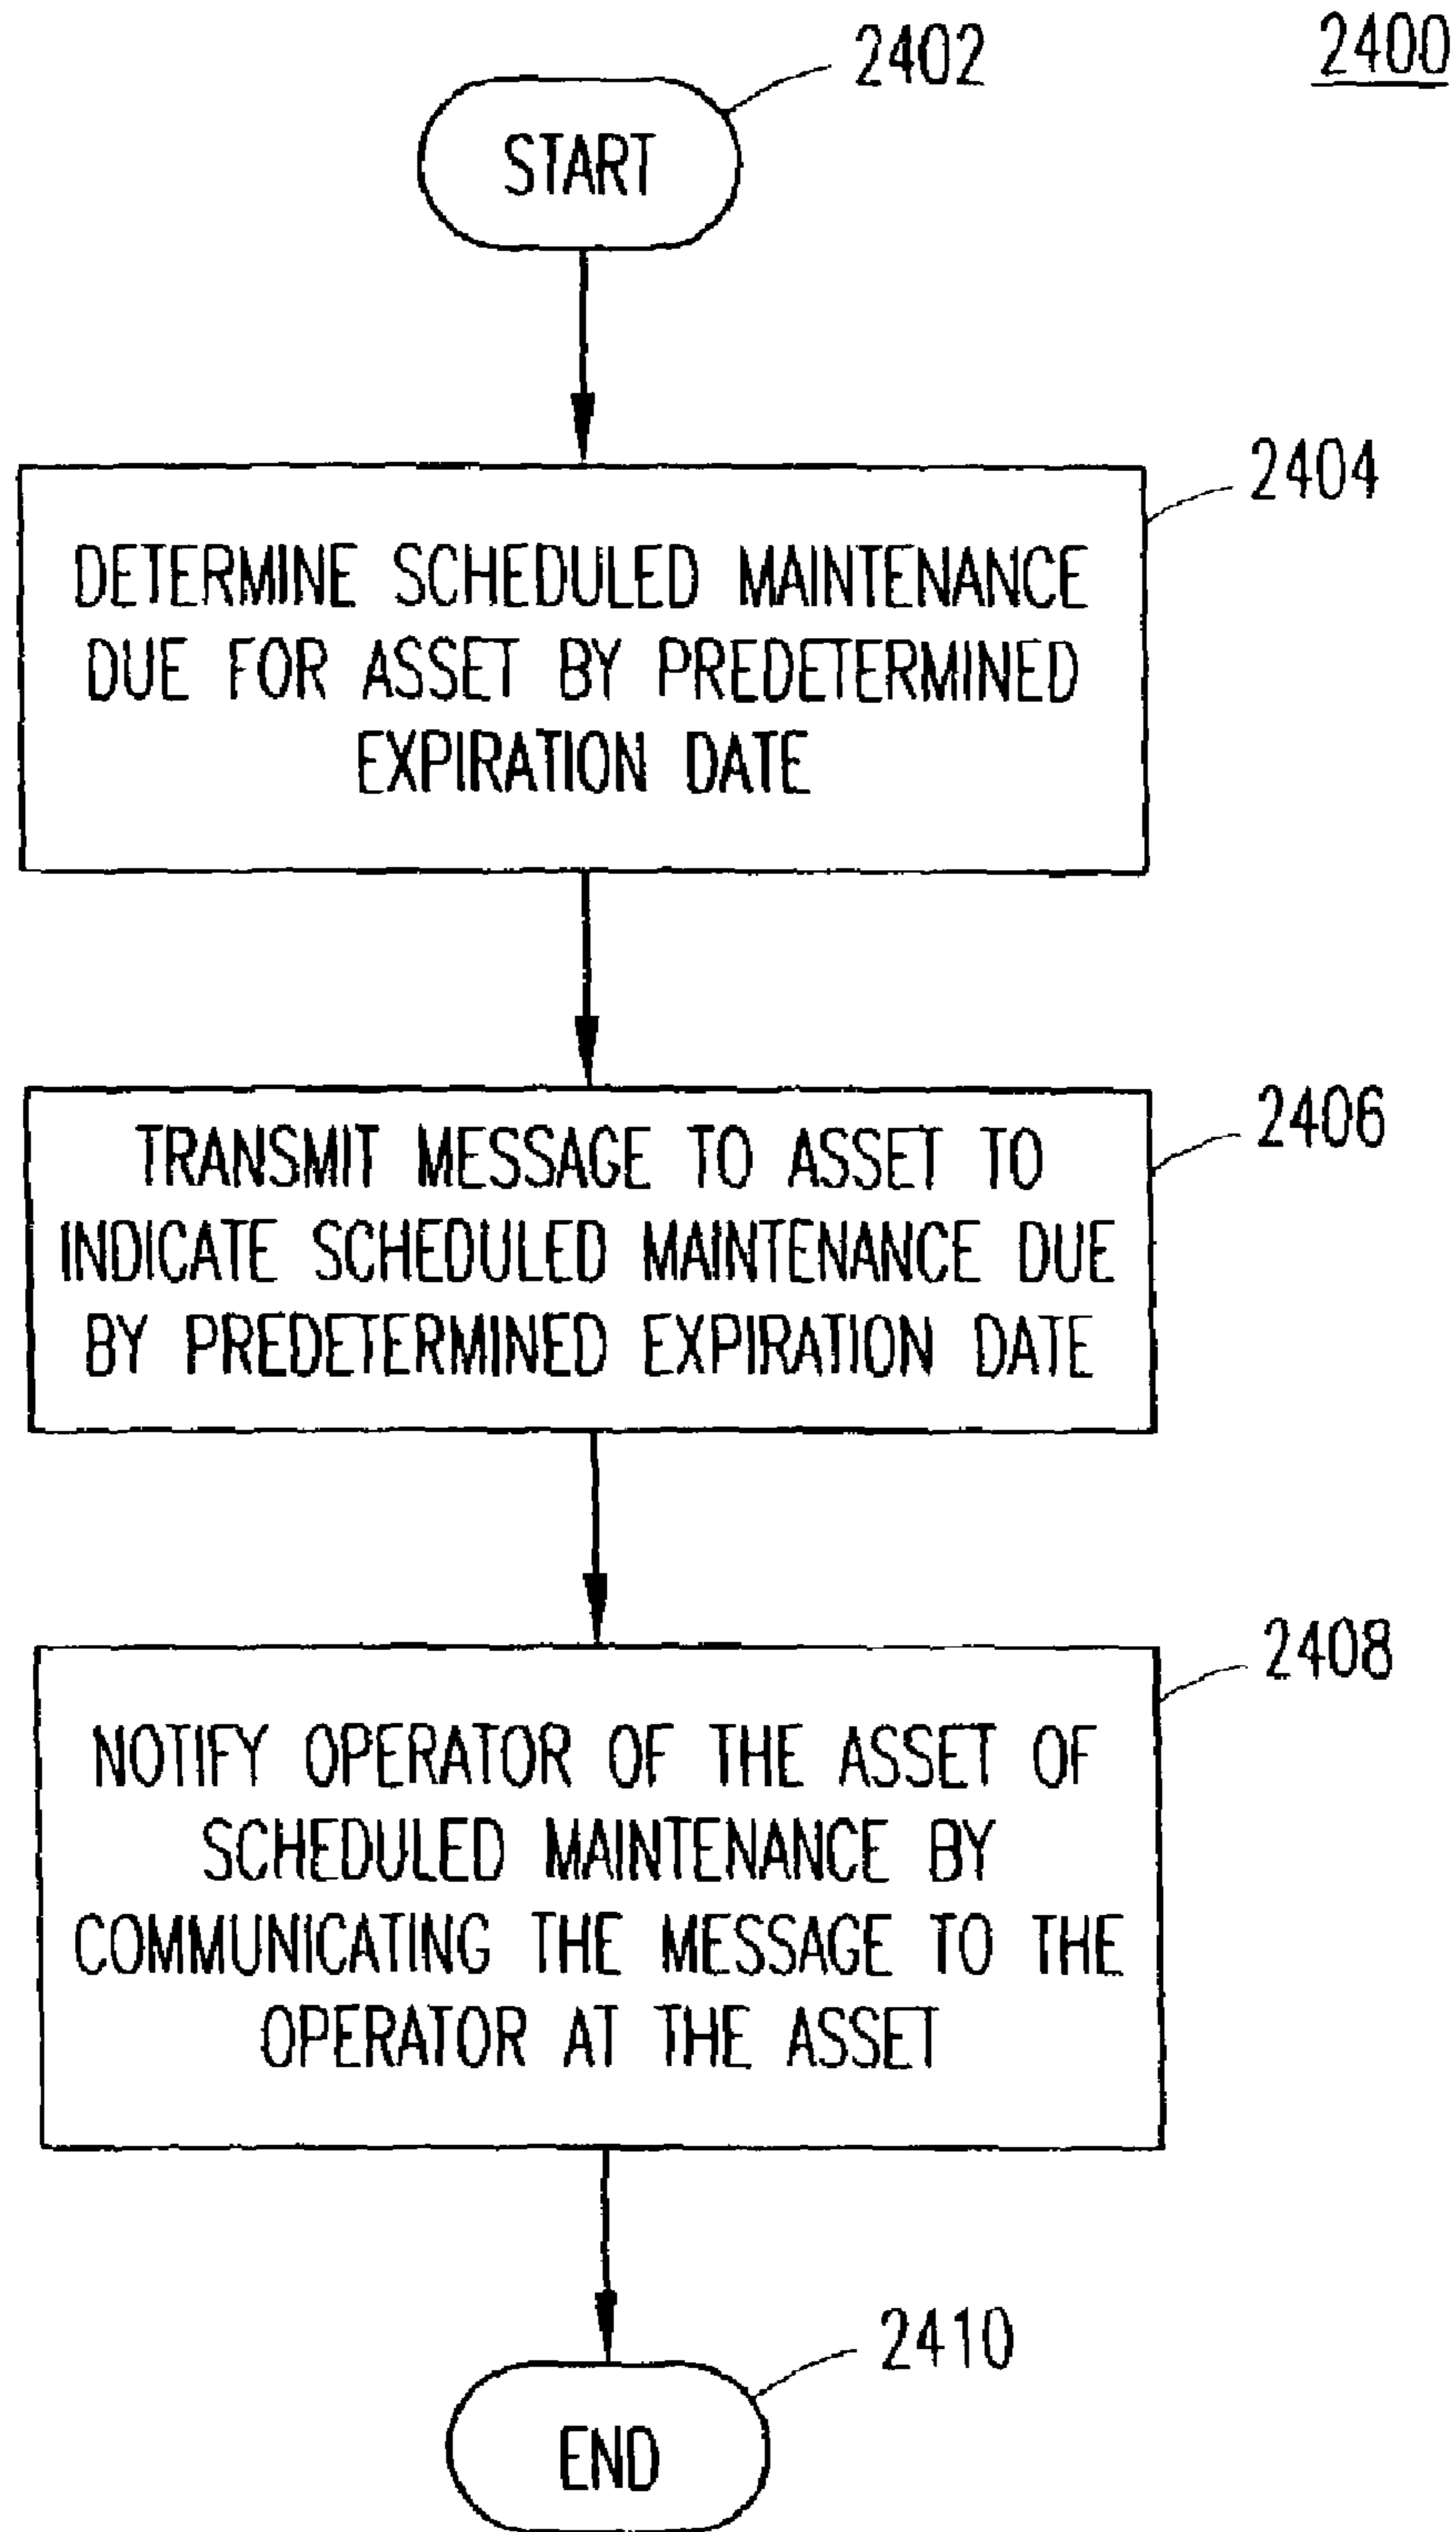 2400
2402
START
2404
DETERMINE SCHEDULED MAINTENANCE
DUE FOR ASSET BY PREDETERMINED
EXPIRATION DATE
2406
TRANSMIT MESSAGE TO ASSET TO
INDICATE SCHEDULED MAINTENANCE DUE
BY PREDETERMINED EXPIRATION DATE
2408
NOTIFY OPERATOR OF THE ASSET OF
SCHEDULED MAINTENANCE BY
COMMUNICATING THE MESSAGE TO THE
OPERATOR AT THE ASSET
2410
END